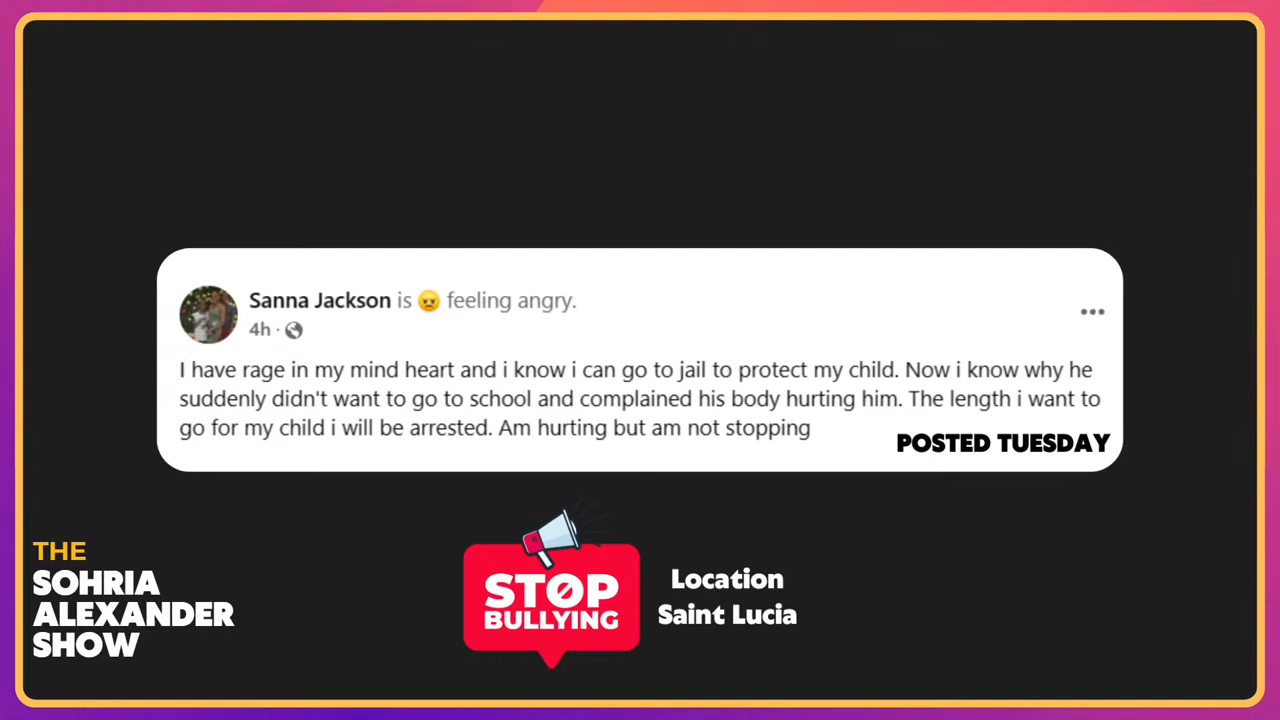 Sanna Jackson is 😠 feeling angry.
4h ·
I have rage in my mind heart and i know i can go to jail to protect my child. Now i know why he
suddenly didn't want to go to school and complained his body hurting him. The length i want to
go for my child i will be arrested. Am hurting but am not stopping
POSTED TUESDAY
THE
SOHRIA
ALEXANDER
SHOW
STOP
BULLYING
Location
Saint Lucia